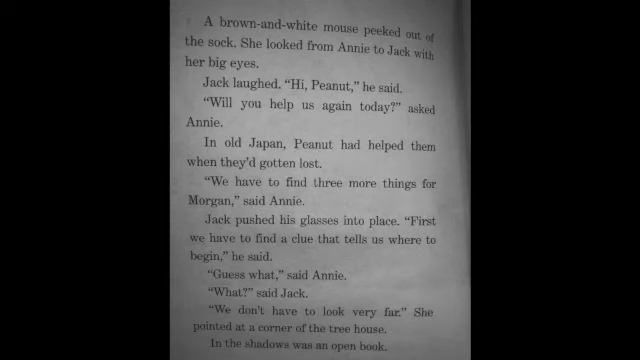 A brown-and-white mouse peeked out of
the sock. She looked from Annie to Jack with
her big eyes.
Jack laughed. “Hi, Peanut,” he said.
“Will you help us again today?” asked
Annie.
In old Japan, Peanut had helped them
when they’d gotten lost.
“We have to find three more things for
Morgan,” said Annie.
Jack pushed his glasses into place. “First
we have to find a clue that tells us where to
begin,” he said.
“Guess what,” said Annie.
“What?” said Jack.
“We don’t have to look very far.” She
pointed at a corner of the tree house.
In the shadows was an open book.